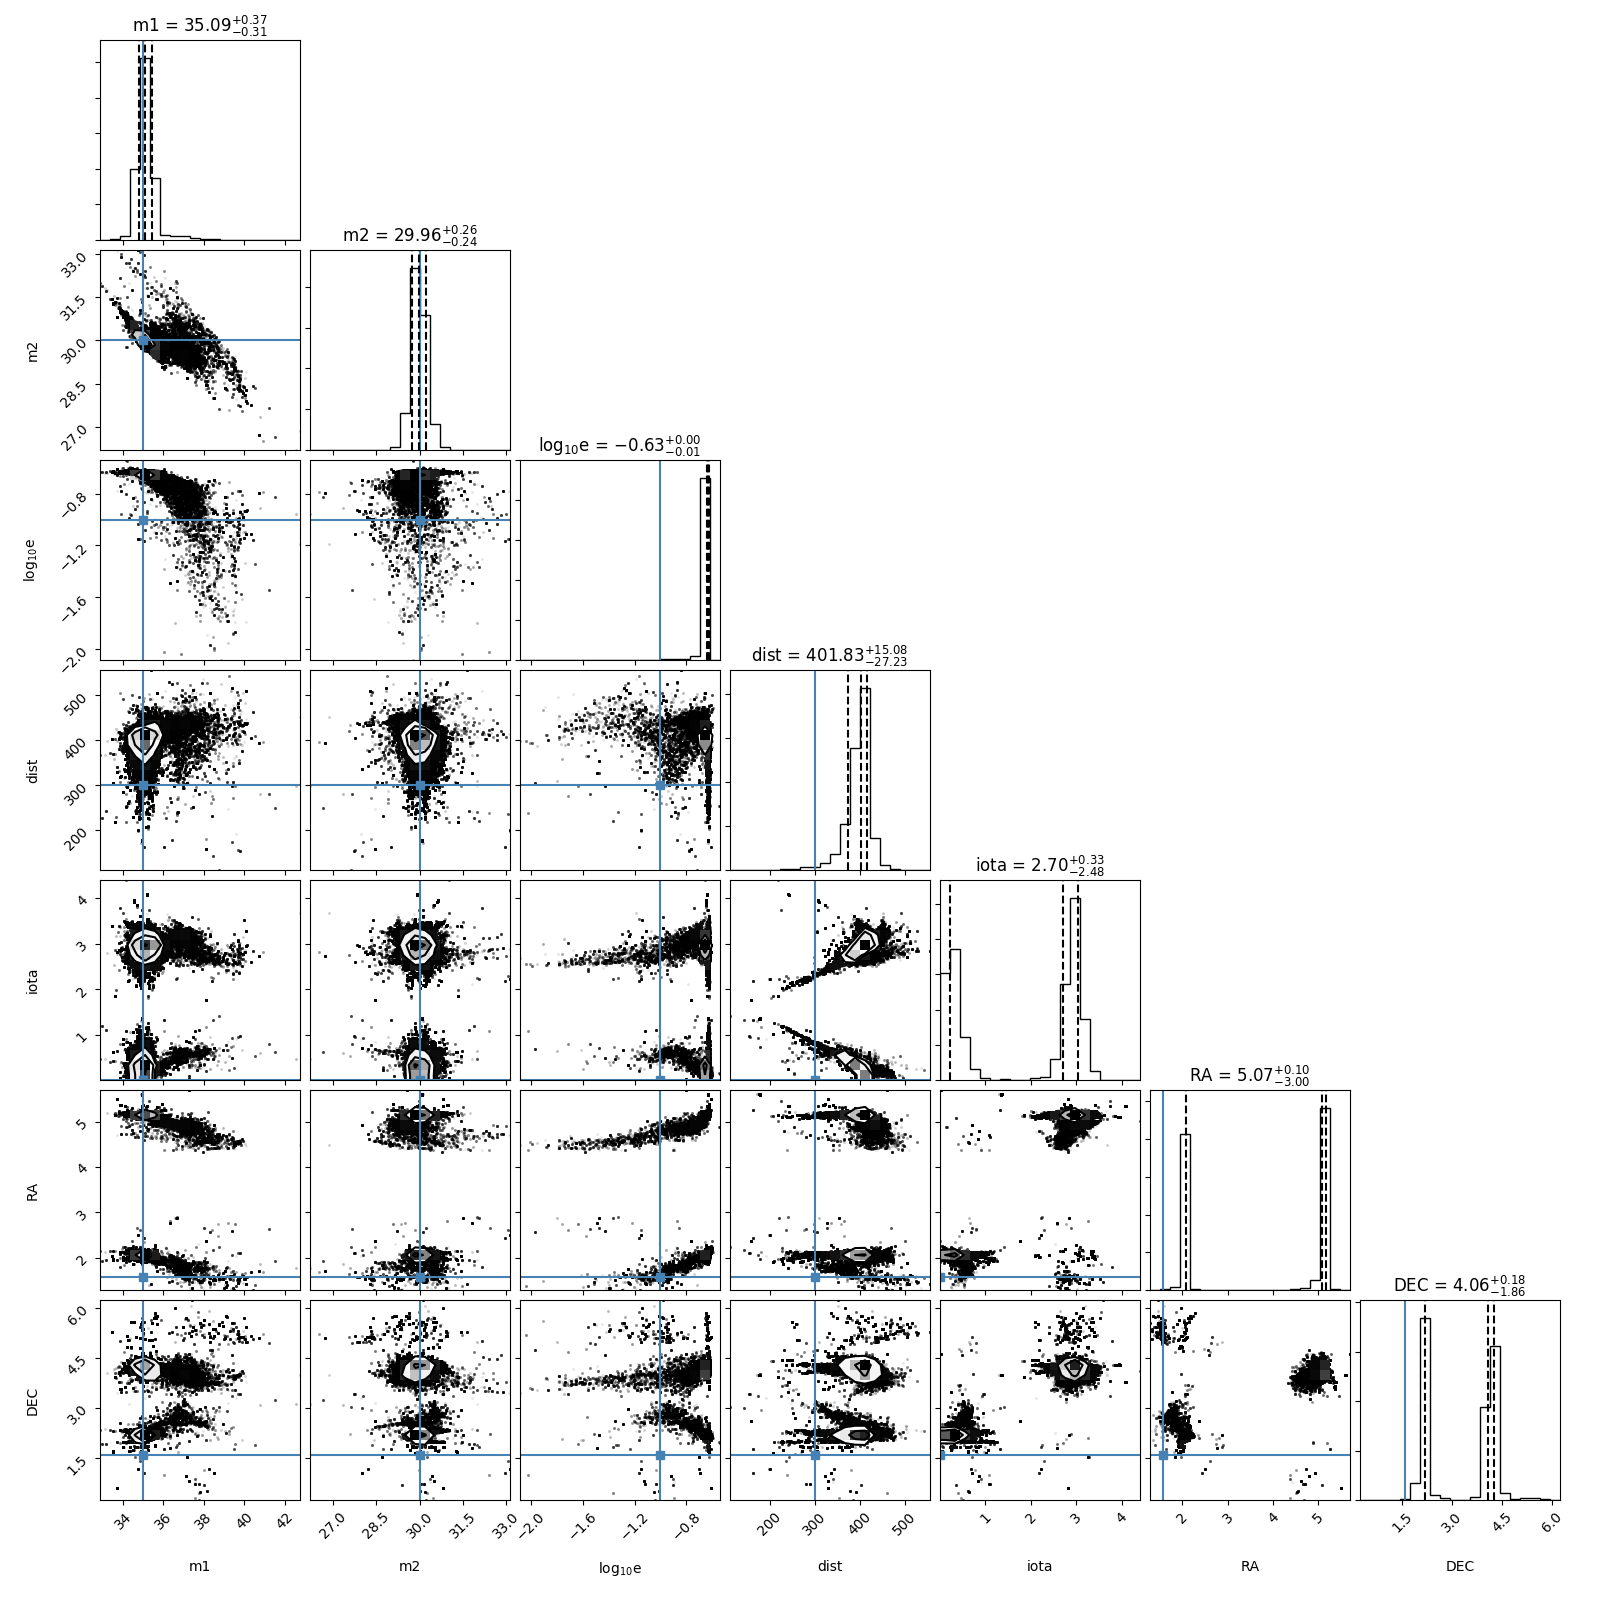 m1 = 35.09+0.37 −0.31
m2 = 29.96+0.26 −0.24
33.0
31.5
30.0
28.5
27.0
m2
log10e = −0.63+0.00 −0.01
−0.8
−1.2
−1.6
−2.0
log10e
dist = 401.83+15.08 −27.23
500
400
300
200
dist
iota = 2.70+0.33 −2.48
4
3
2
1
iota
RA = 5.07+0.10 −3.00
5
4
3
2
RA
DEC = 4.06+0.18 −1.86
6.0
4.5
3.0
1.5
DEC
34 36 38 40 42
27.0 28.5 30.0 31.5 33.0
−2.0 −1.6 −1.2 −0.8
200 300 400 500
1 2 3 4
2 3 4 5
1.5 3.0 4.5 6.0
m1 m2 log10e dist iota RA DEC